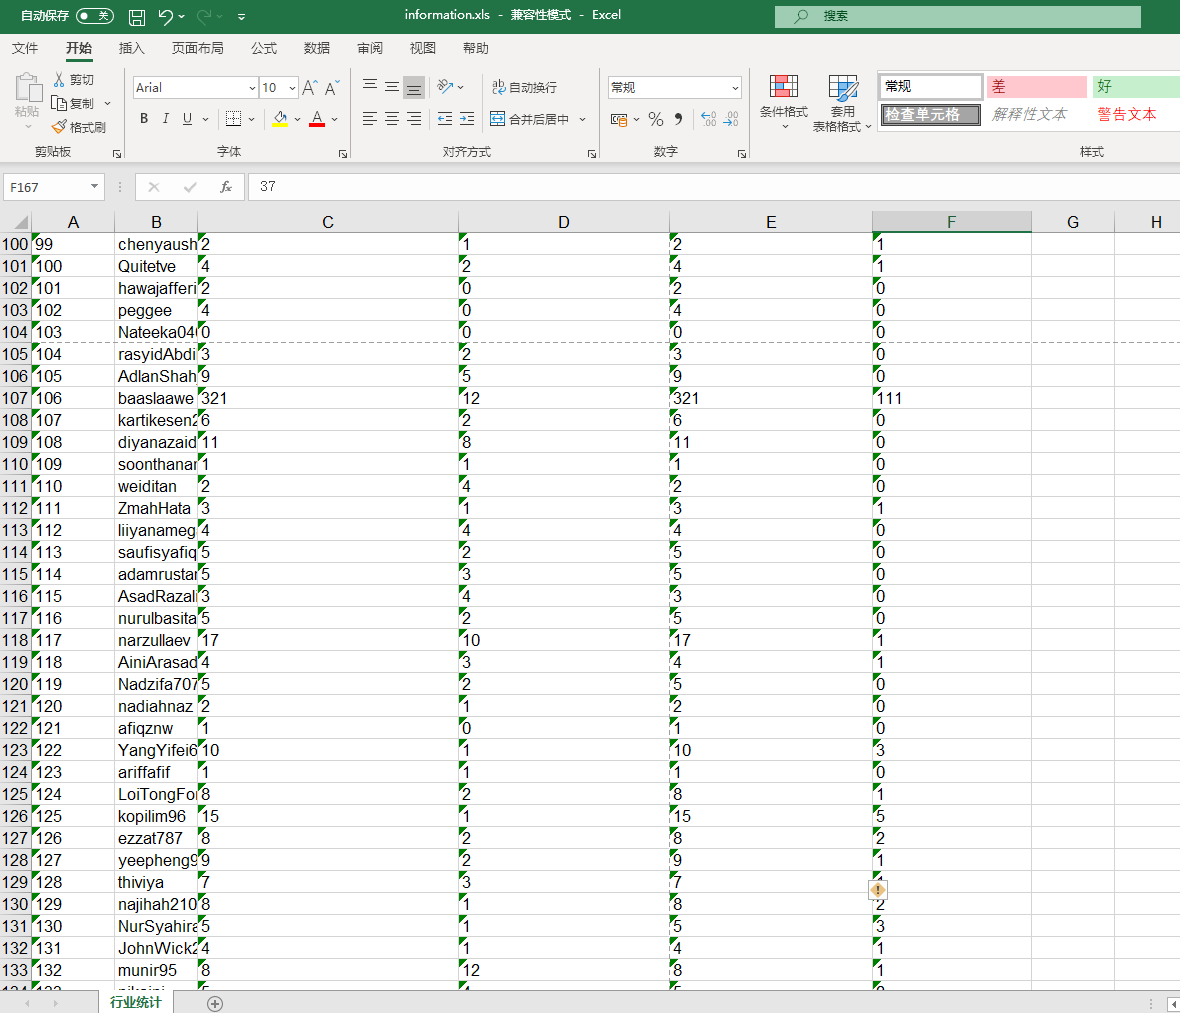 自动保存 关 information.xls - 兼容性模式 - Excel 搜索
文件 开始 插入 页面布局 公式 数据 审阅 视图 帮助
粘贴 剪切 复制 格式刷 剪贴板
Arial 10 A A B I U A 字体
ab 自动换行 合并后居中 对齐方式
常规 % 数字
条件格式 套用 表格格式
常规 差 好
检查单元格 解释性文本 警告文本
样式
F167 fx 37
A B C D E F G H
100 99 chenyaush 2 1 2 1
101 100 Quitetve 4 2 4 1
102 101 hawajafferi 2 0 2 0
103 102 peggee 4 0 4 0
104 103 Nateeka04 0 0 0 0
105 104 rasyidAbdi 3 2 3 0
106 105 AdlanShah 9 5 9 0
107 106 baaslaawe 321 12 321 111
108 107 kartikesen2 6 2 6 0
109 108 diyanazaid 11 8 11 0
110 109 soonthanar 1 1 1 0
111 110 weiditan 2 4 2 0
112 111 ZmahHata 3 1 3 1
113 112 liiyanameg 4 4 4 0
114 113 saufisyafiq 5 2 5 0
115 114 adamrustar 5 3 5 0
116 115 AsadRazali 3 4 3 0
117 116 nurulbasita 5 2 5 0
118 117 narzullaev 17 10 17 1
119 118 AiniArasad 4 3 4 1
120 119 Nadzifa707 5 2 5 0
121 120 nadiahnaz 2 1 2 0
122 121 afiqznw 1 0 1 0
123 122 YangYifei6 10 1 10 3
124 123 ariffafif 1 1 1 0
125 124 LoiTongFo 8 2 8 1
126 125 kopilim96 15 1 15 5
127 126 ezzat787 8 2 8 2
128 127 yeepheng9 9 2 9 1
129 128 thiviya 7 3 7
130 129 najihah210 8 1 8 2
131 130 NurSyahira 5 1 5 3
132 131 JohnWick2 4 1 4 1
133 132 munir95 8 12 8 1
行业统计